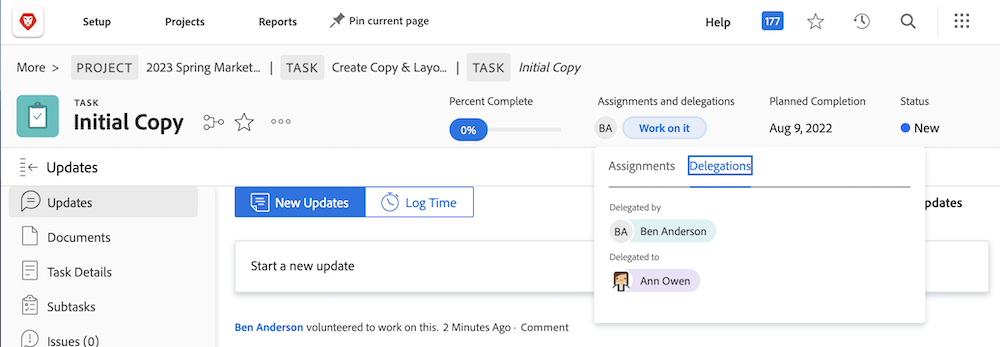 Setup Projects Reports Pin current page Help 177
More > PROJECT 2023 Spring Market... | TASK Create Copy & Layo... | TASK Initial Copy
TASK
Initial Copy
Percent Complete
0%
Assignments and delegations
BA Work on it
Planned Completion
Aug 9, 2022
Status
New
Updates
Updates
Documents
Task Details
Subtasks
Issues (0)
New Updates Log Time
pdates
Start a new update
Ben Anderson volunteered to work on this. 2 Minutes Ago · Comment
Assignments Delegations
Delegated by
BA Ben Anderson
Delegated to
Ann Owen